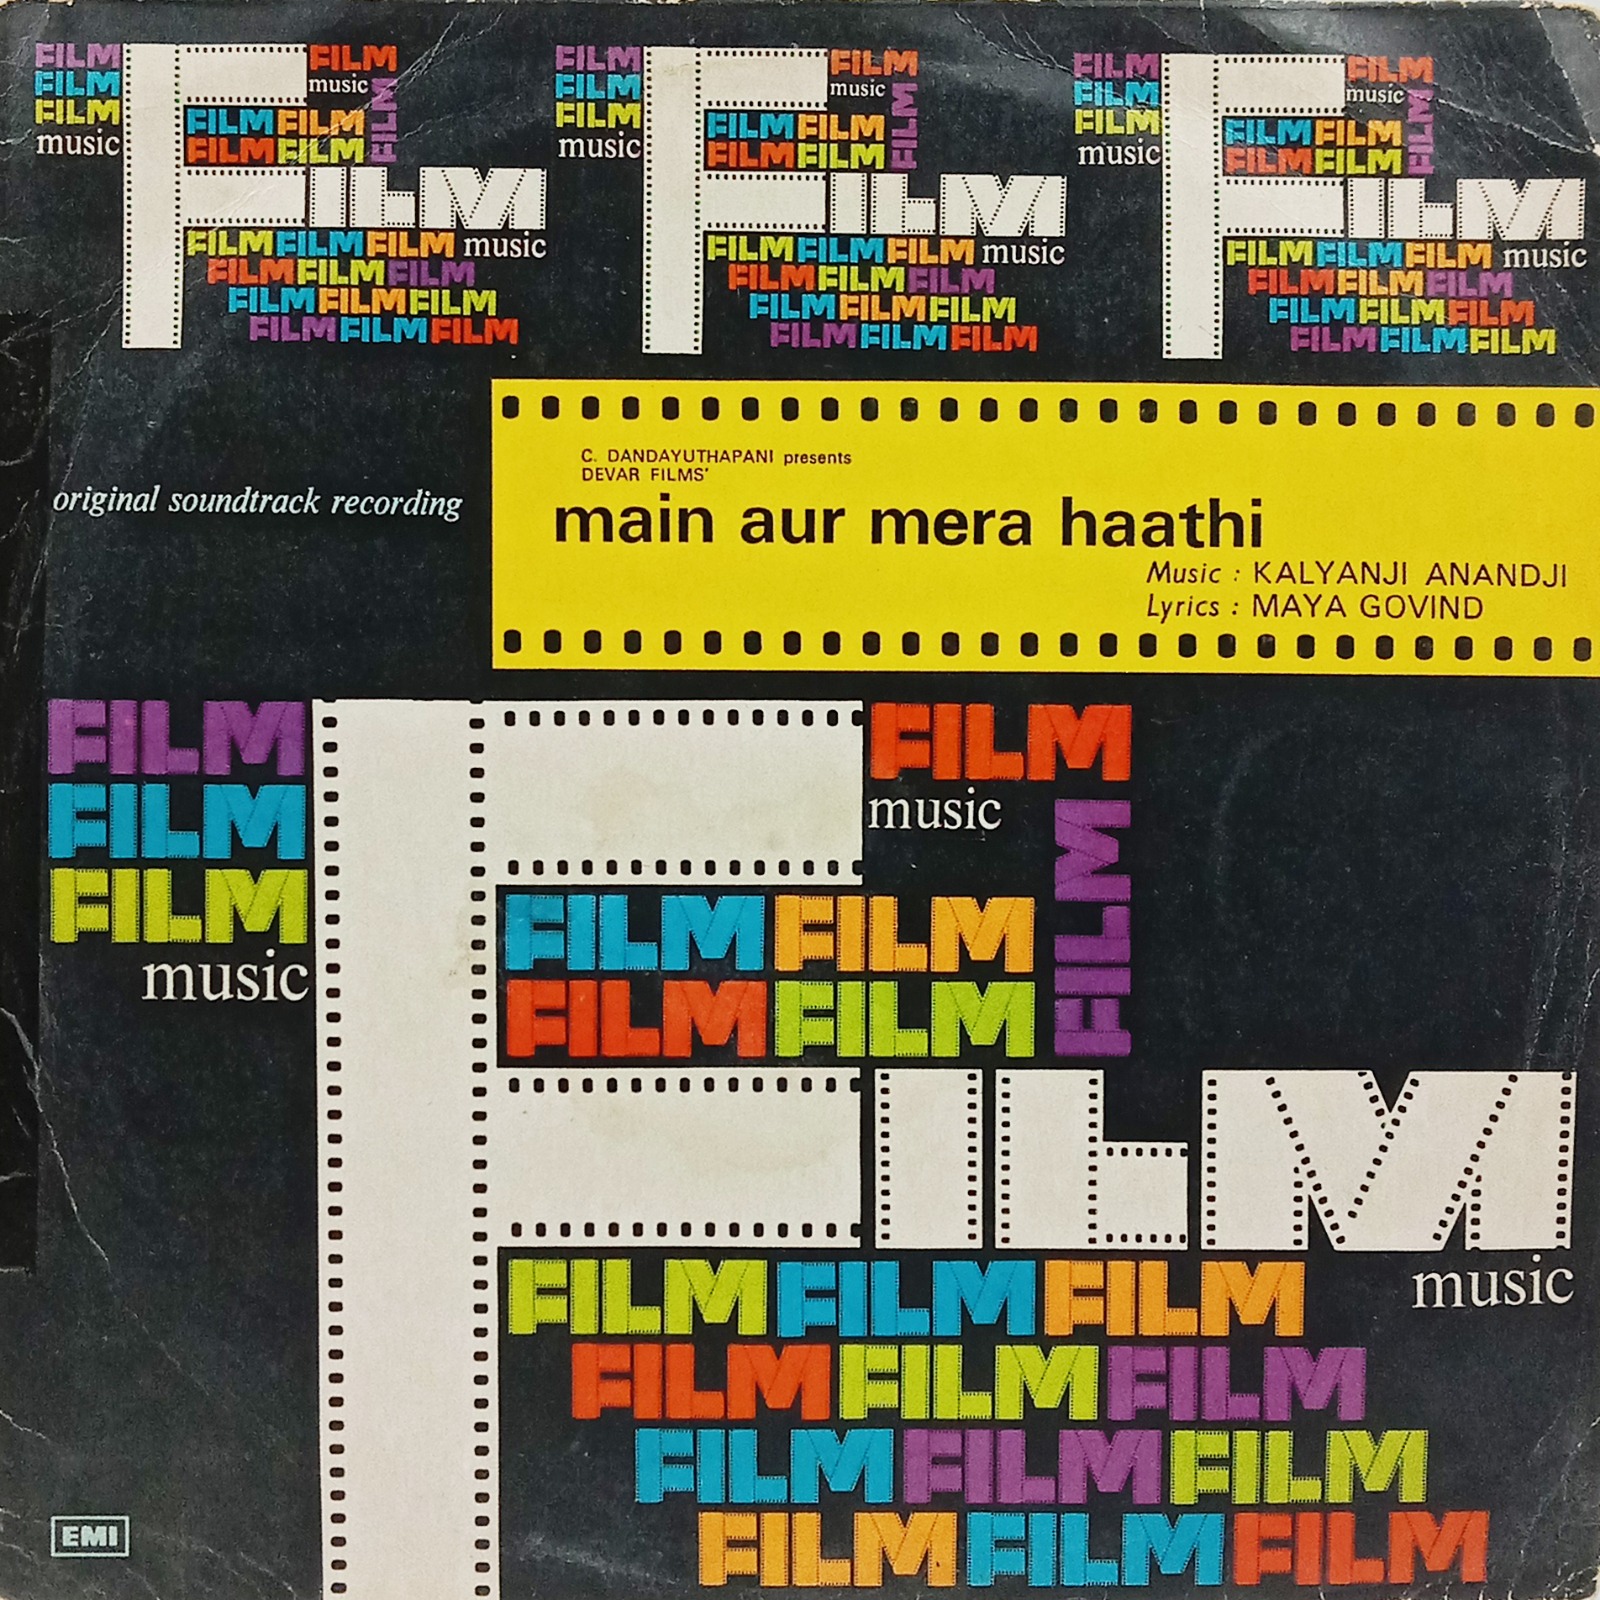 FILM FILM
FILM music
FILM FILM
music
FILM FILM
FILM FILM
FILM
FILM FILM FILM music
FILM FILM FILM
FILM FILM FILM
FILM FILM FILM
FILM FILM
FILM music
FILM FILM
music
FILM FILM
FILM FILM
FILM
FILM FILM FILM music
FILM FILM FILM
FILM FILM FILM
FILM FILM FILM
FILM FILM
FILM music
FILM FILM
music
FILM FILM
FILM FILM
FILM
FILM FILM FILM music
FILM FILM FILM
FILM FILM FILM
FILM FILM FILM
original soundtrack recording
C. DANDAYUTHAPANI presents
DEVAR FILMS'
main aur mera haathi
Music : KALYANJI ANANDJI
Lyrics : MAYA GOVIND
FILM FILM
FILM music
FILM FILM
music
FILM FILM
FILM FILM
FILM
music
FILM FILM FILM
FILM FILM FILM
FILM FILM FILM
FILM FILM FILM
EMI